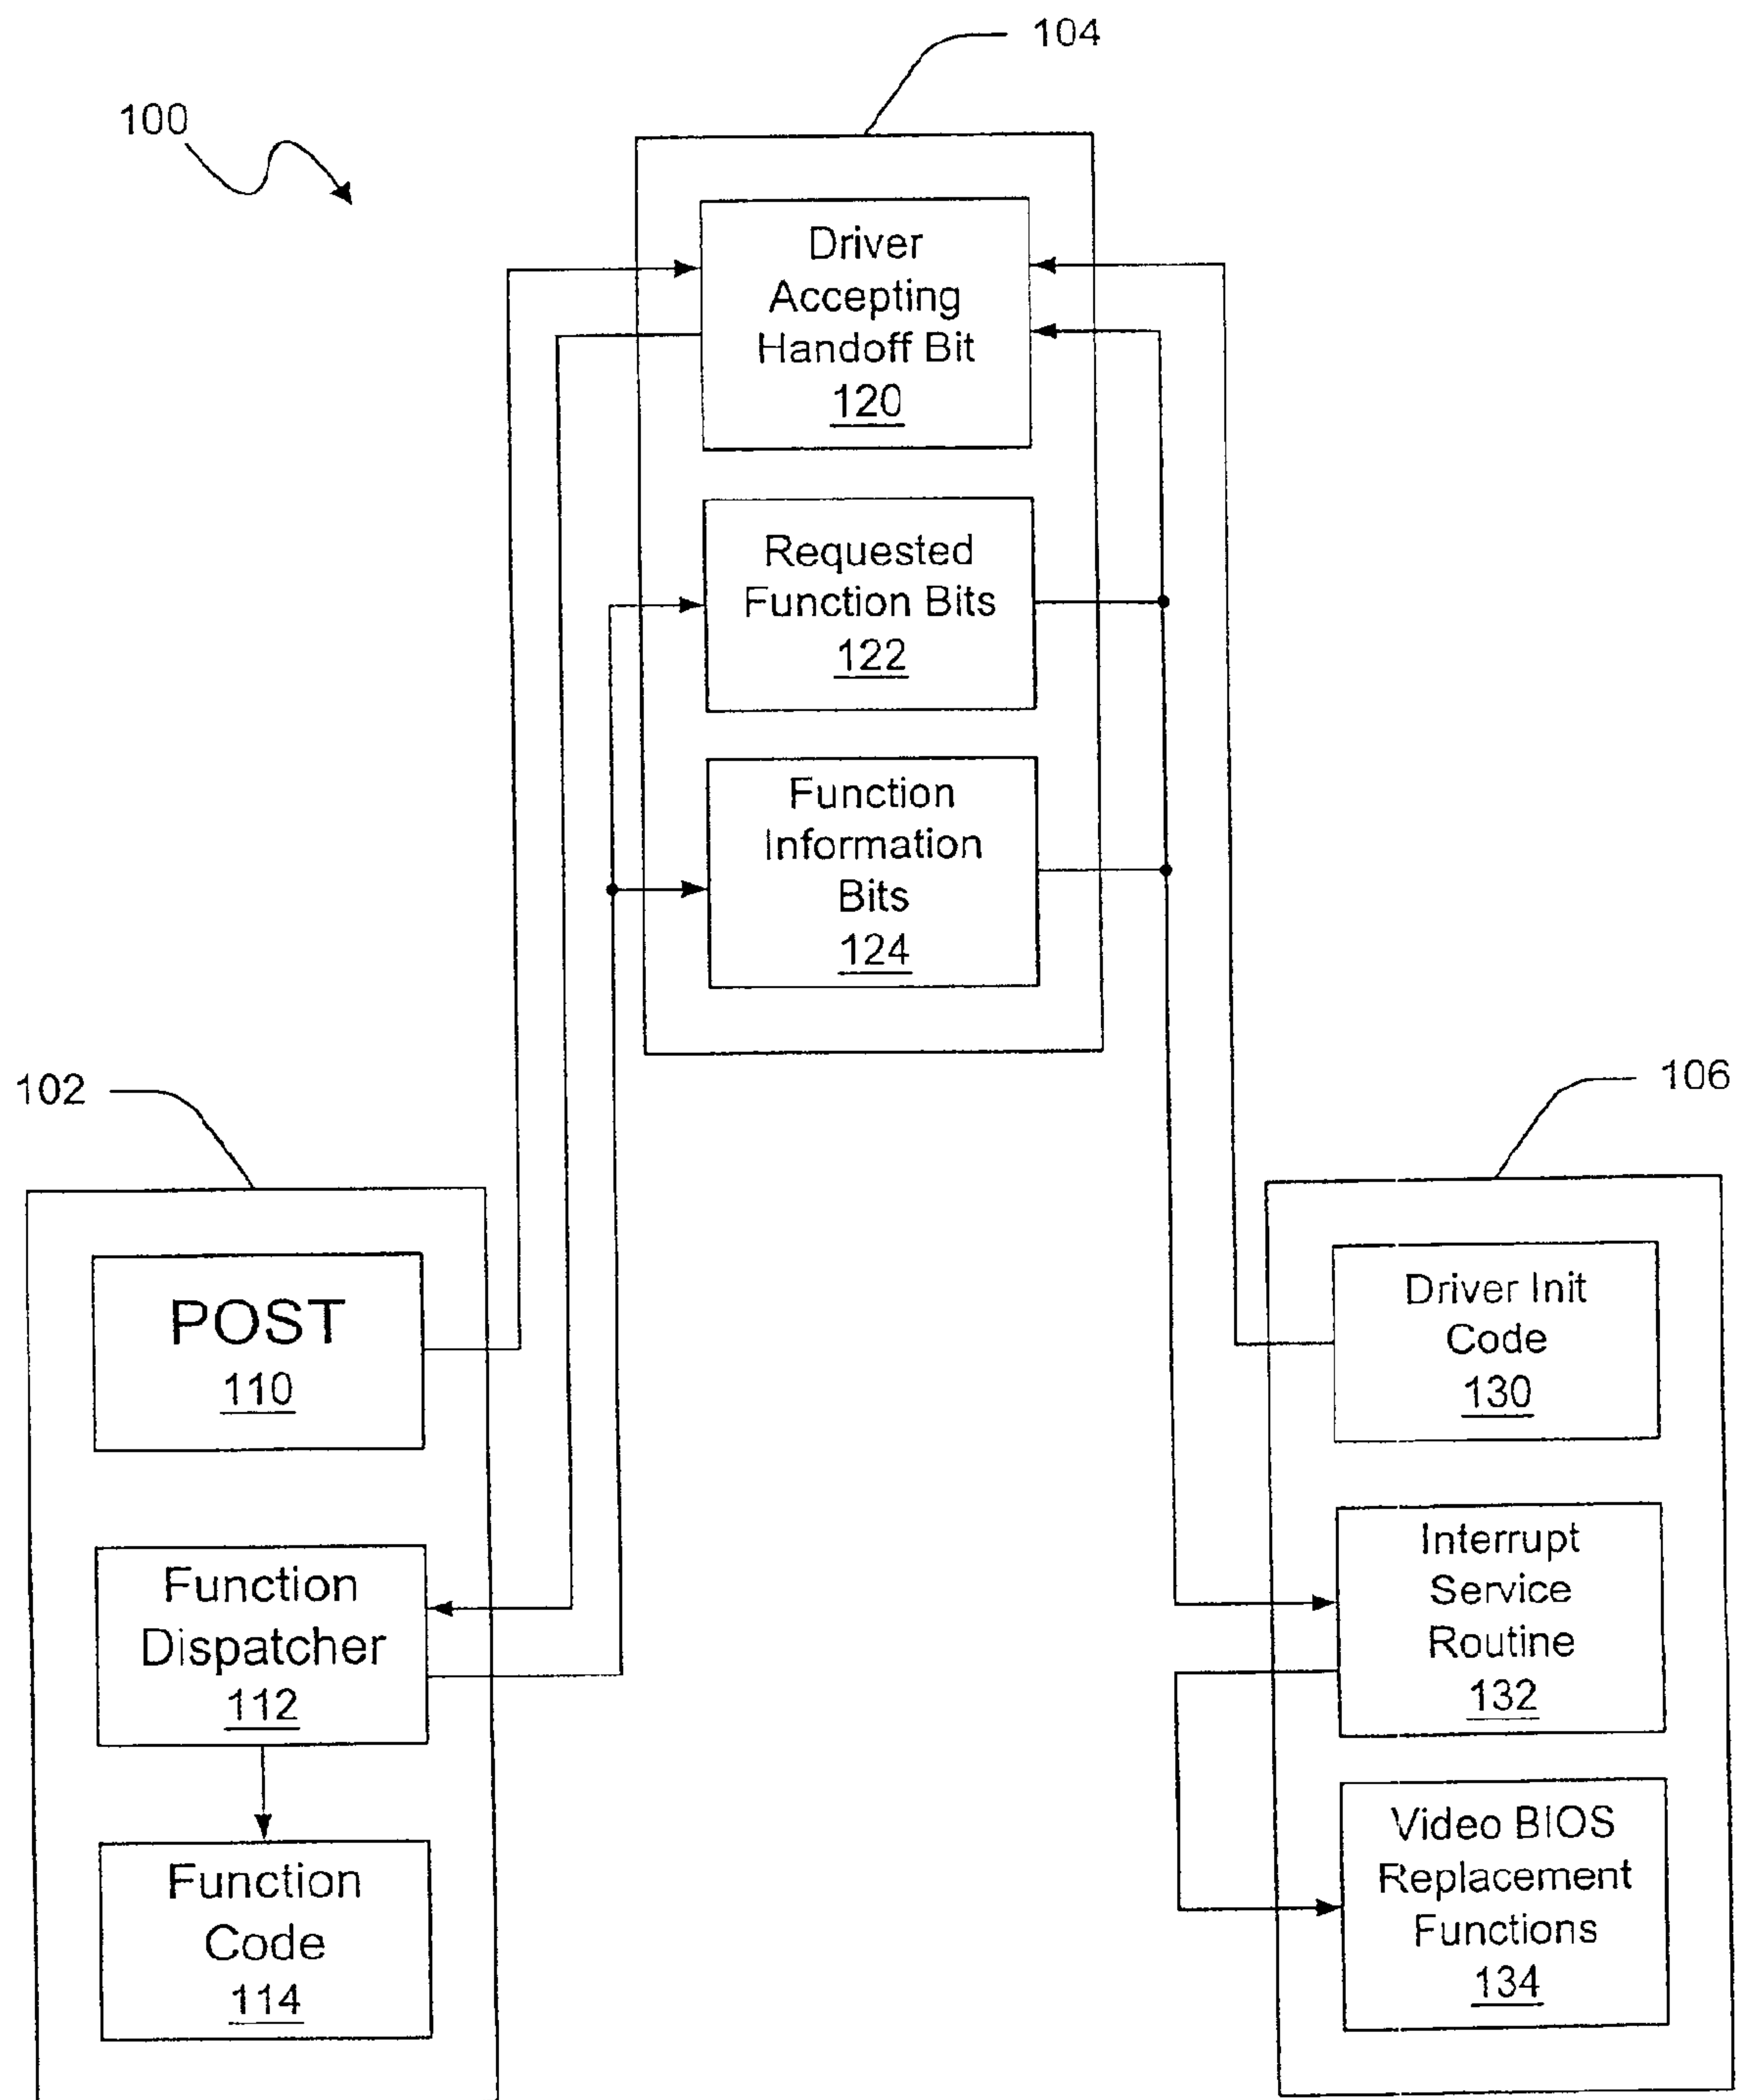 104
100
Driver
Accepting
Handoff Bit
120
Requested
Function Bits
122
Function
Information
Bits
124
102
106
POST
110
Function
Dispatcher
112
Function
Code
114
Driver Init
Code
130
Interrupt
Service
Routine
132
Video BIOS
Replacement
Functions
134